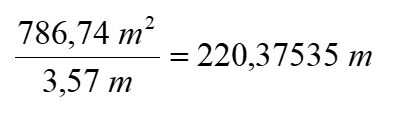 786,74 m²
3,57 m
= 220,37535 m